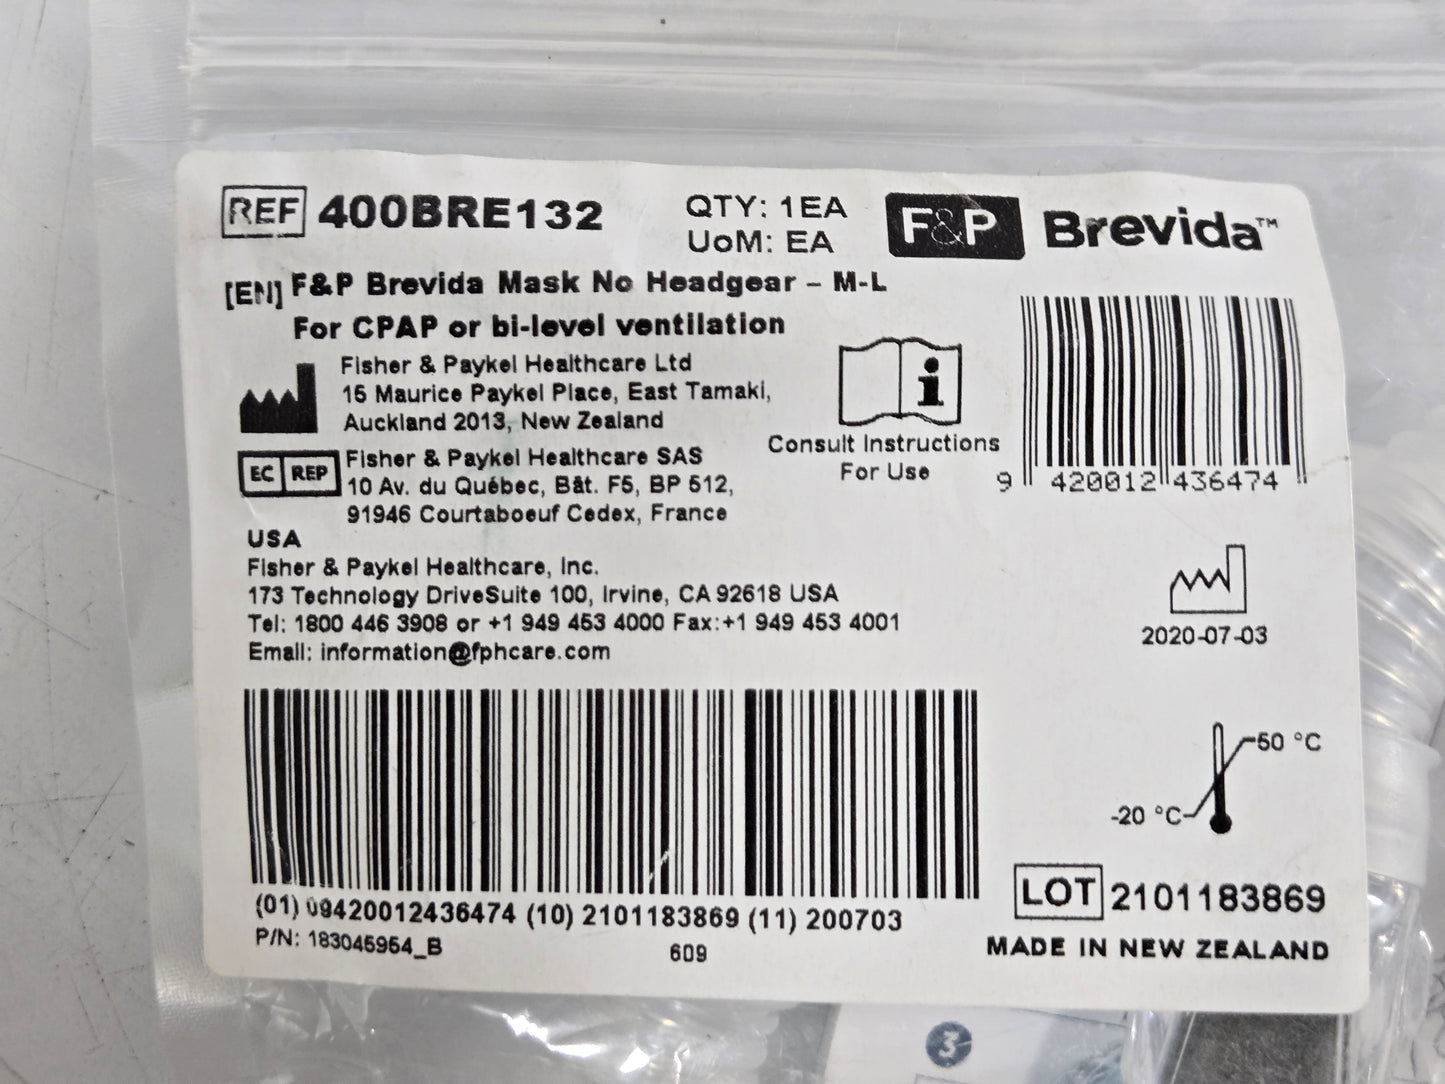 REF 400BRE132 QTY: 1EA
UoM: EA
F&P Brevida™
[EN] F&P Brevida Mask No Headgear – M-L
For CPAP or bi-level ventilation
Fisher & Paykel Healthcare Ltd
15 Maurice Paykel Place, East Tamaki,
Auckland 2013, New Zealand
EC REP Fisher & Paykel Healthcare SAS
10 Av. du Québec, Bât. F5, BP 512,
91946 Courtaboeuf Cedex, France
Consult Instructions
For Use
9 420012 436474
USA
Fisher & Paykel Healthcare, Inc.
173 Technology DriveSuite 100, Irvine, CA 92618 USA
Tel: 1800 446 3908 or +1 949 453 4000 Fax:+1 949 453 4001
Email: information@fphcare.com
2020-07-03
50 °C
-20 °C
(01) 09420012436474 (10) 2101183869 (11) 200703
P/N: 183045954_B
609
LOT 2101183869
MADE IN NEW ZEALAND
3